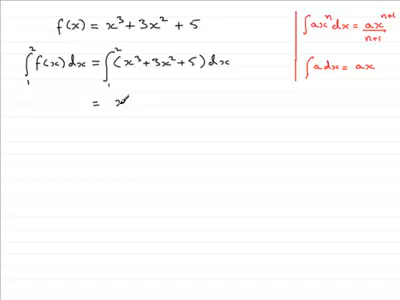 f(x) = x³ + 3x² + 5
∫₁² f(x) dx = ∫₁² (x³ + 3x² + 5) dx
= x
∫axⁿ dx = axⁿ⁺¹/n+1
∫a dx = ax